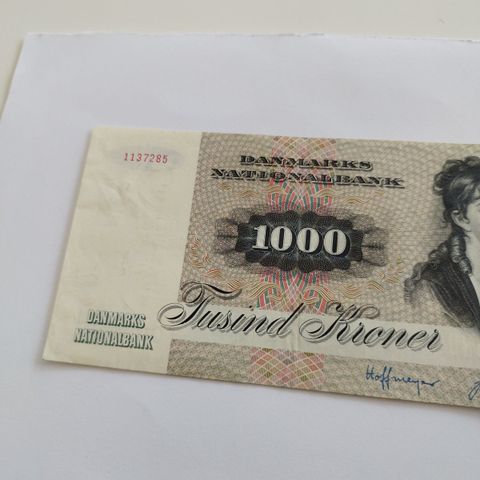 1137285
DANMARKS
NATIONALBANK
1000
Tusind Kroner
DANMARKS
NATIONALBANK
Hoffmeyer